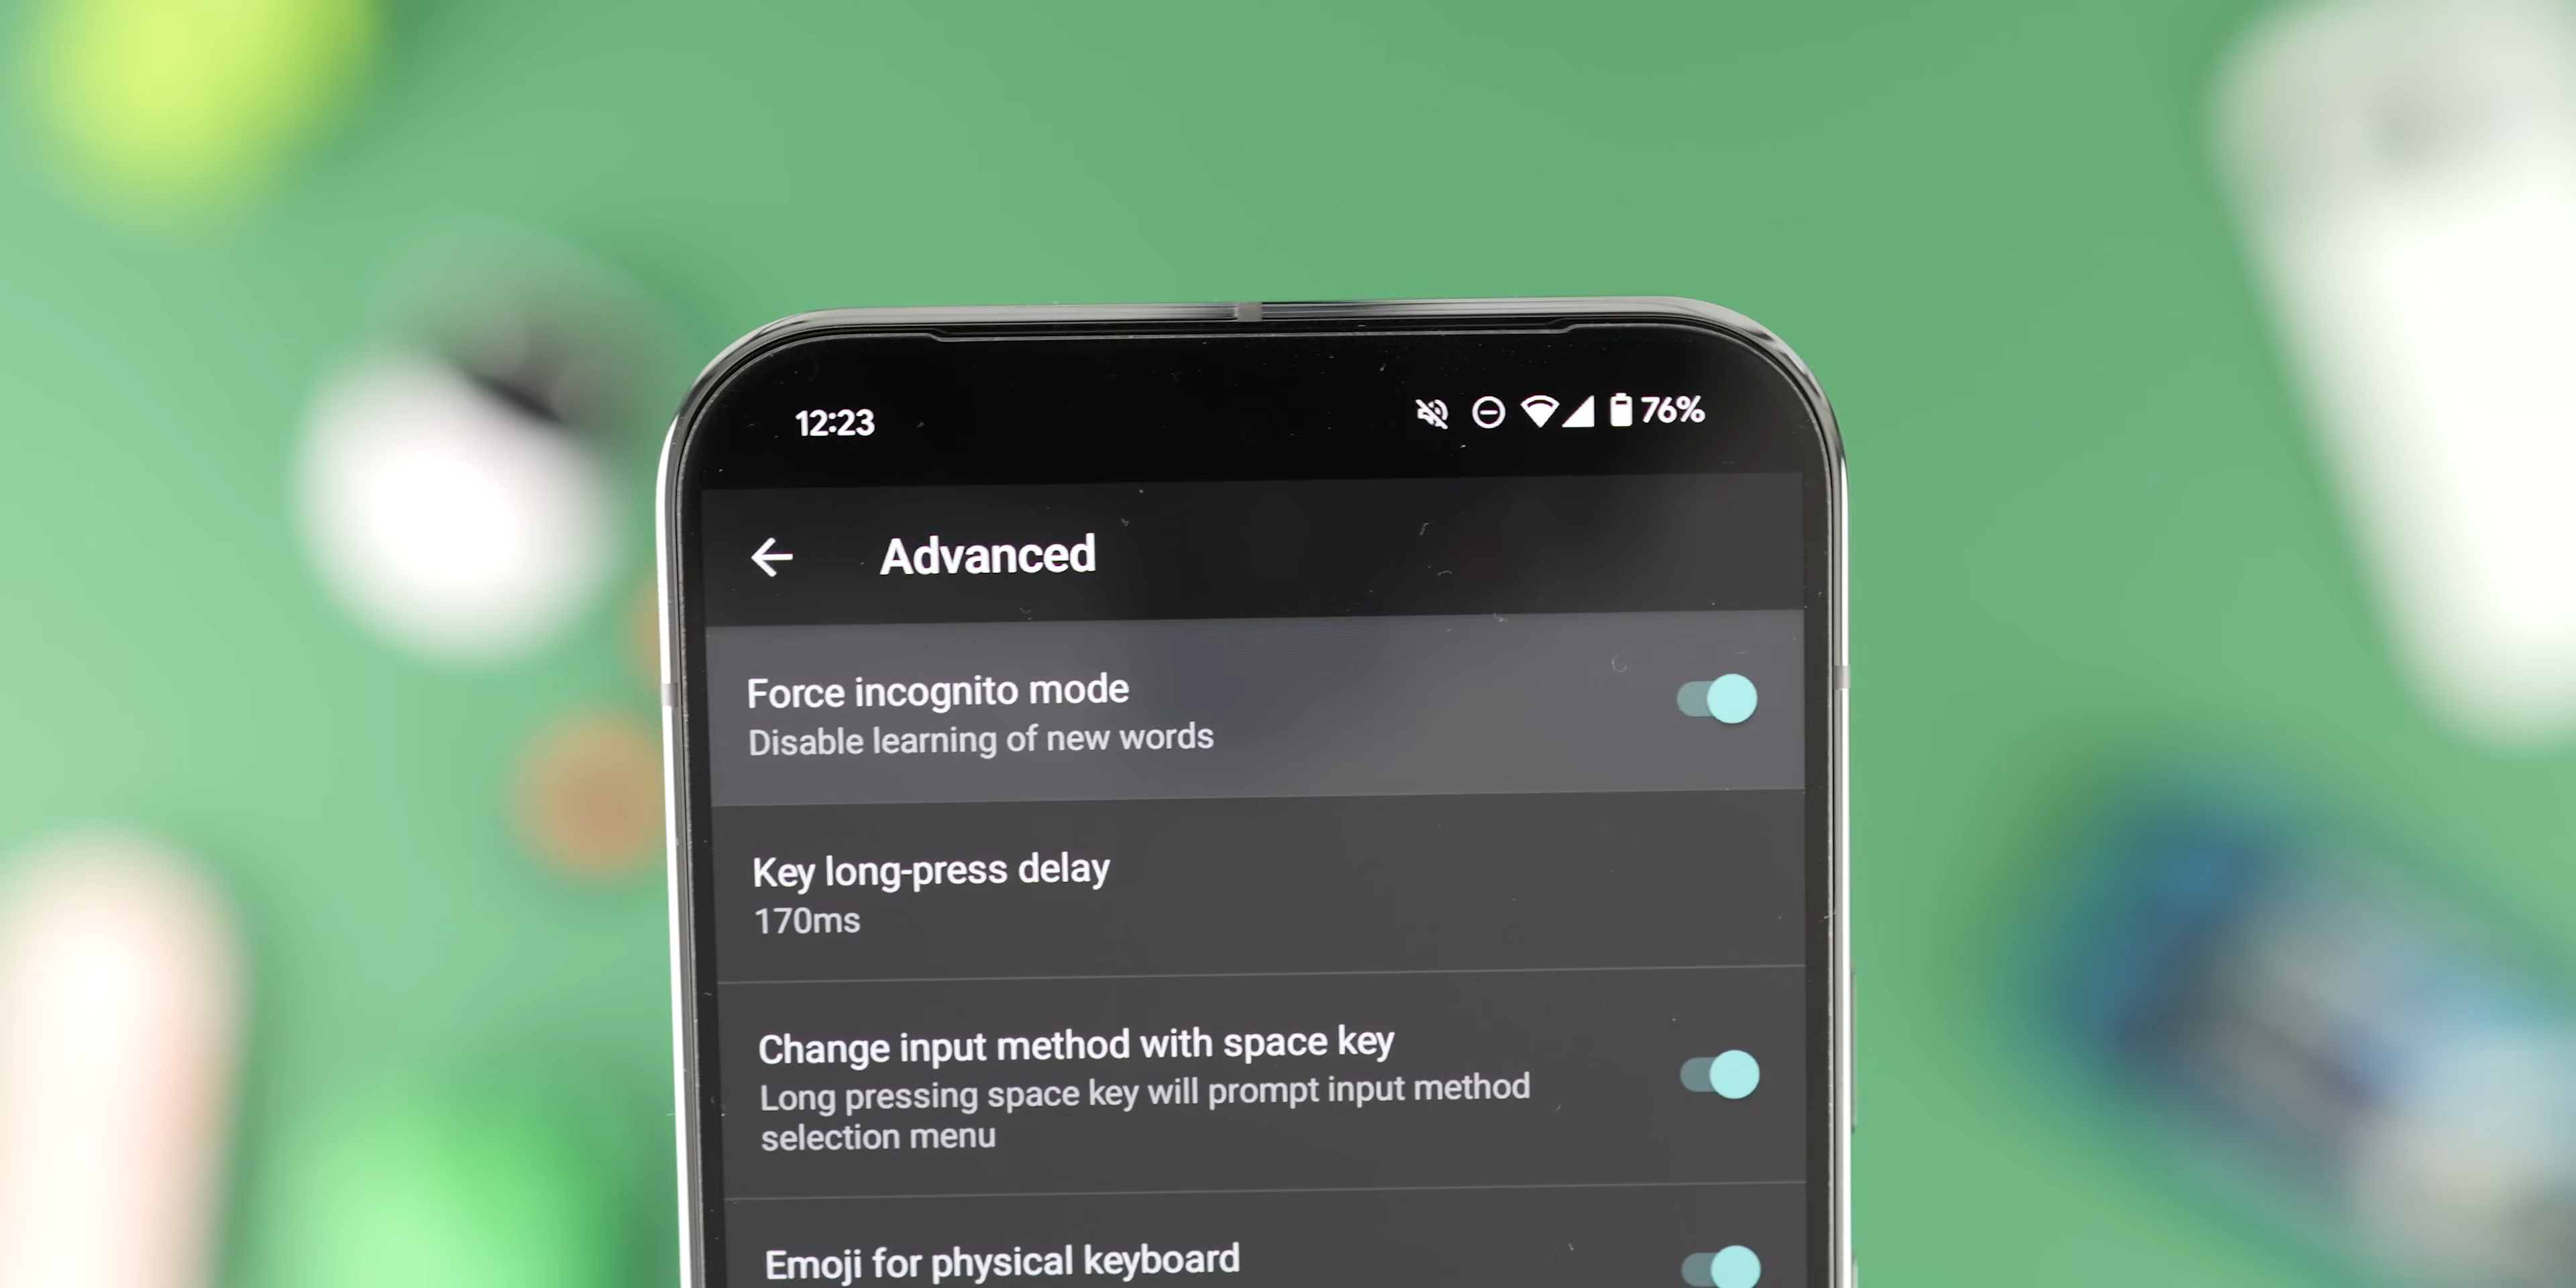 12:23
76%
Advanced
Force incognito mode
Disable learning of new words
Key long-press delay
170ms
Change input method with space key
Long pressing space key will prompt input method
selection menu
Emoji for physical keyboard